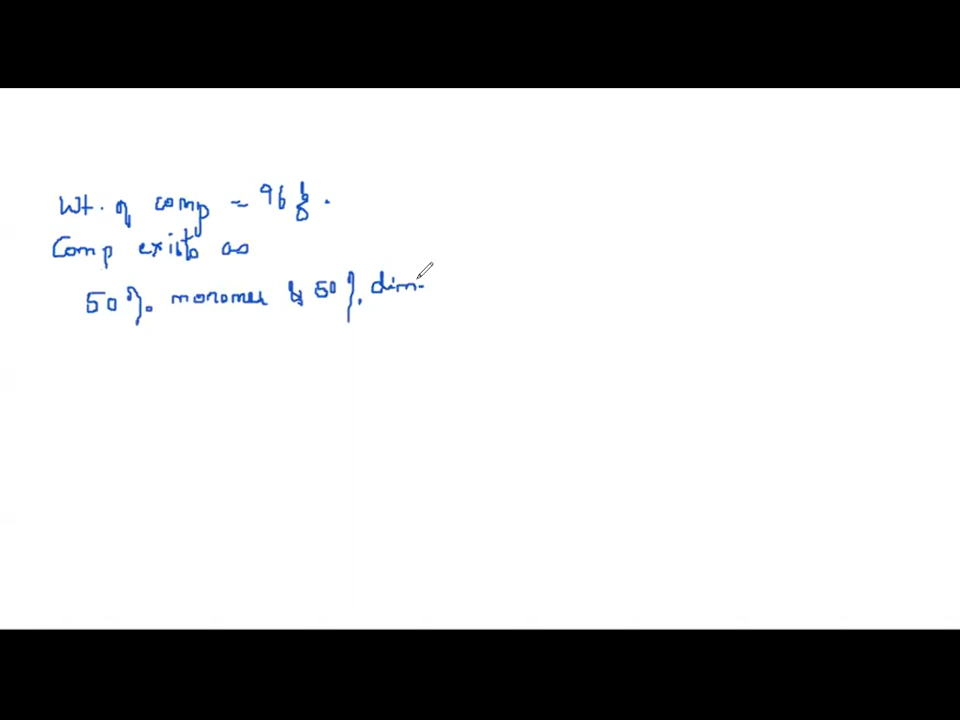 Wt. of comp = 96 g.
Comp exists as
50%. monomer & 50%. dim-